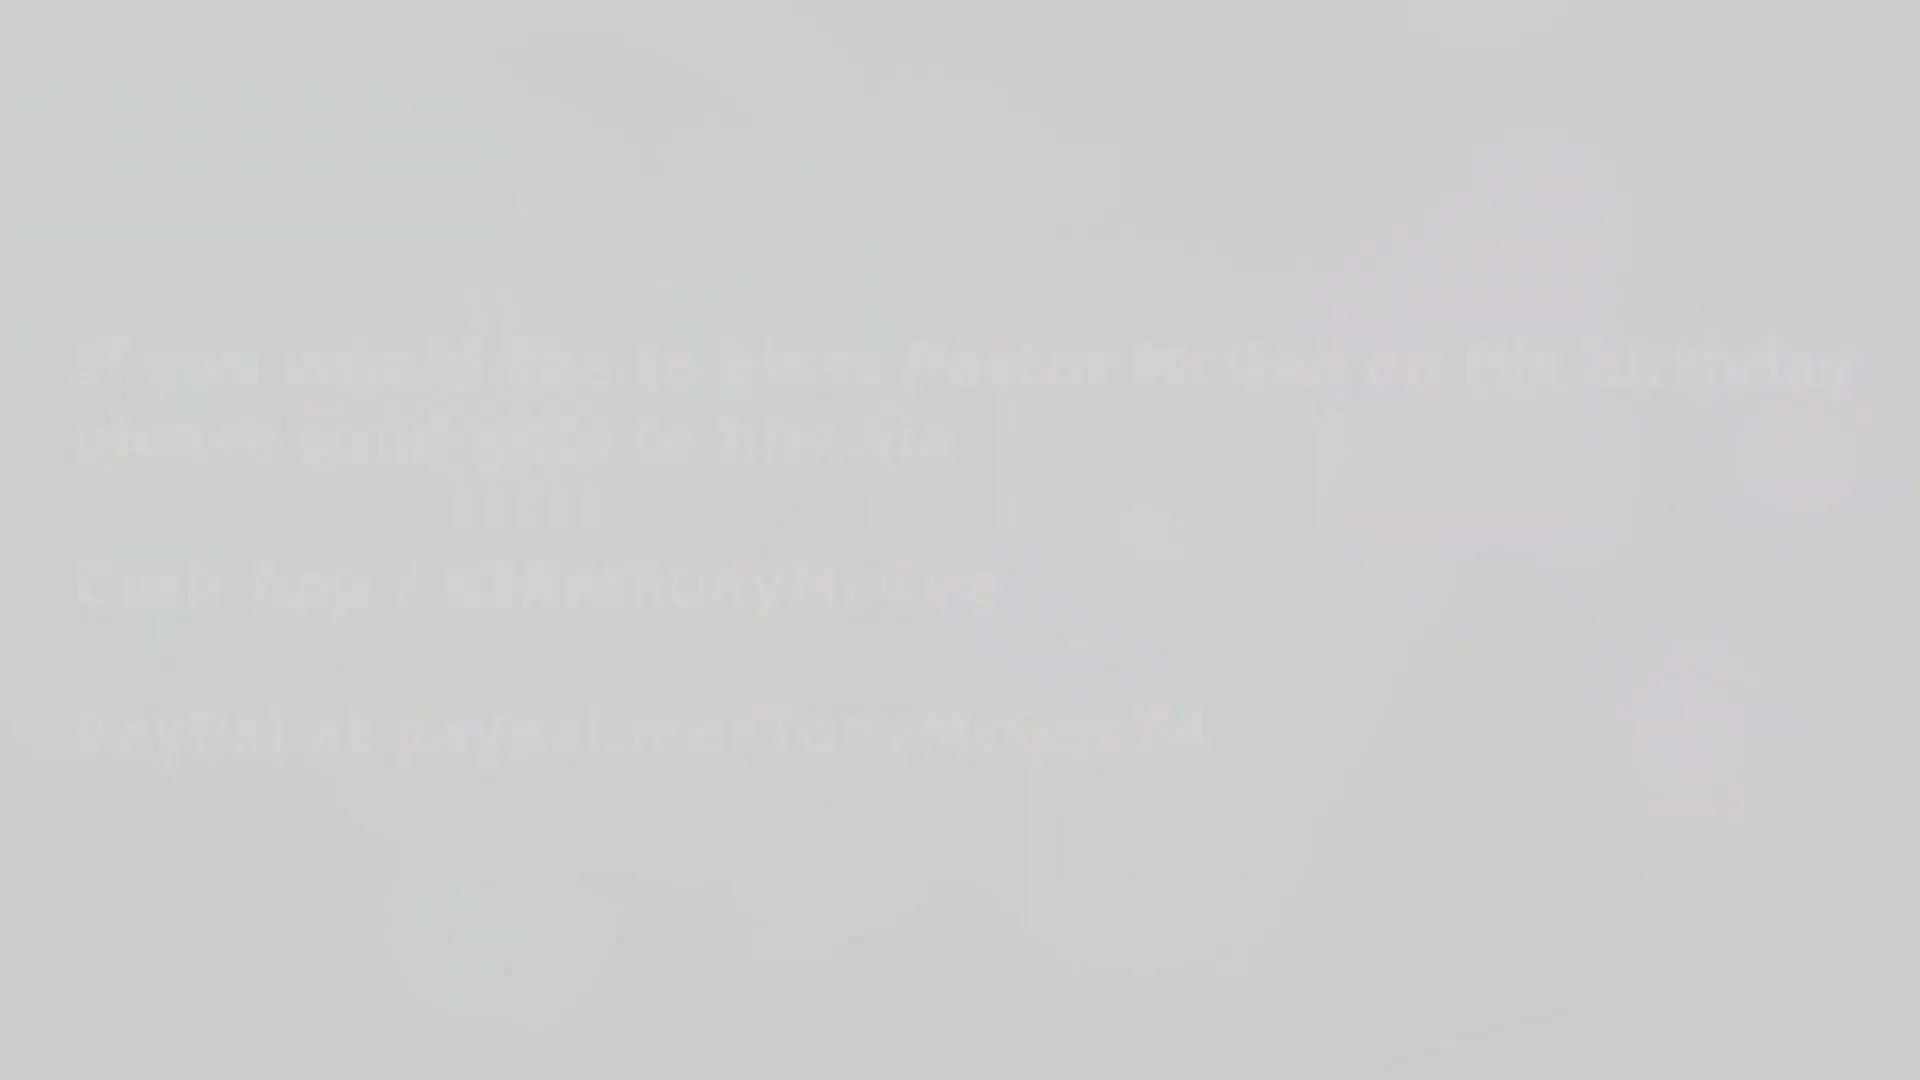 If you would like to bless Pastor McGee on his birthday
please send gifts to him via
Cash App /
PayPal at paypal.me/TonyMcGee74